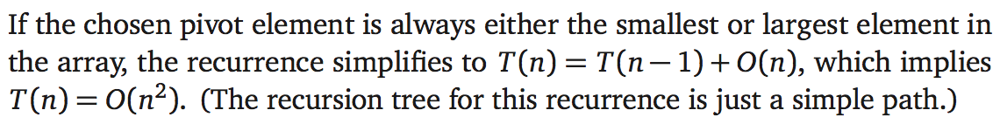 If the chosen pivot element is always either the smallest or largest element in
the array, the recurrence simplifies to T(n) = T(n − 1) + O(n), which implies
T(n) = O(n²). (The recursion tree for this recurrence is just a simple path.)